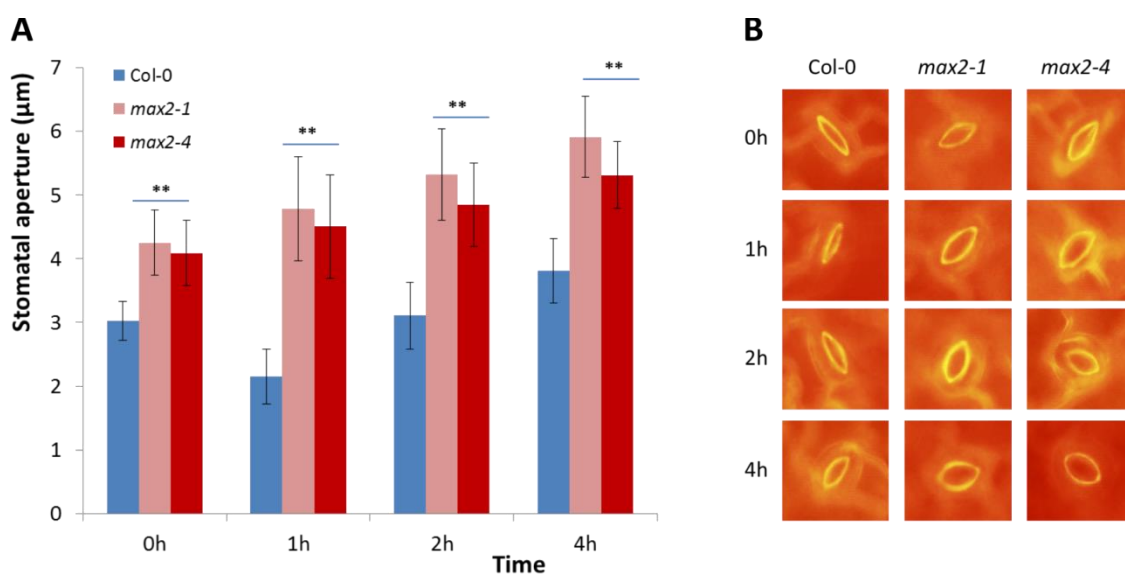 A
Stomatal aperture (µm)
7
6
5
4
3
2
1
0
Col-0
max2-1
max2-4
**
**
**
**
0h
1h
2h
4h
Time
B
Col-0 max2-1 max2-4
0h
1h
2h
4h